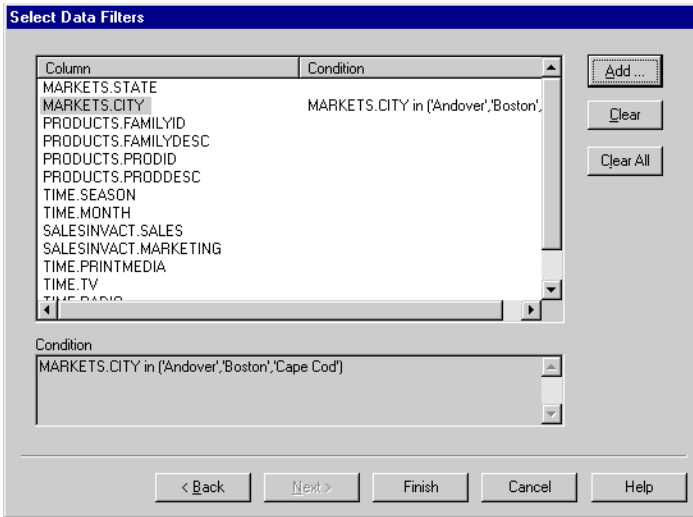 Select Data Filters
Column Condition
Add ...
MARKETS.STATE
MARKETS.CITY MARKETS.CITY in ('Andover','Boston',
Clear
PRODUCTS.FAMILYID
PRODUCTS.FAMILYDESC
PRODUCTS.PRODID
Clear All
PRODUCTS.PRODDESC
TIME.SEASON
TIME.MONTH
SALESINVACT.SALES
SALESINVACT.MARKETING
TIME.PRINTMEDIA
TIME.TV
TIME.RADIO
Condition
MARKETS.CITY in ('Andover','Boston','Cape Cod')
< Back Next > Finish Cancel Help